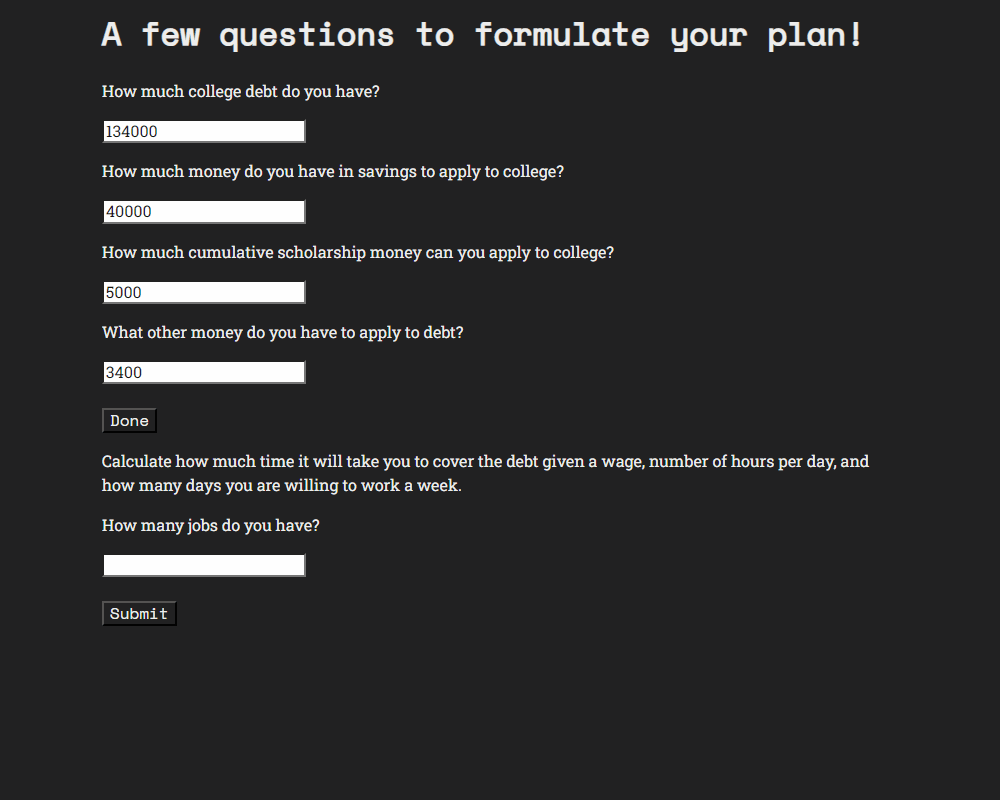 A few questions to formulate your plan!
How much college debt do you have?
134000
How much money do you have in savings to apply to college?
40000
How much cumulative scholarship money can you apply to college?
5000
What other money do you have to apply to debt?
3400
Done
Calculate how much time it will take you to cover the debt given a wage, number of hours per day, and
how many days you are willing to work a week.
How many jobs do you have?
Submit